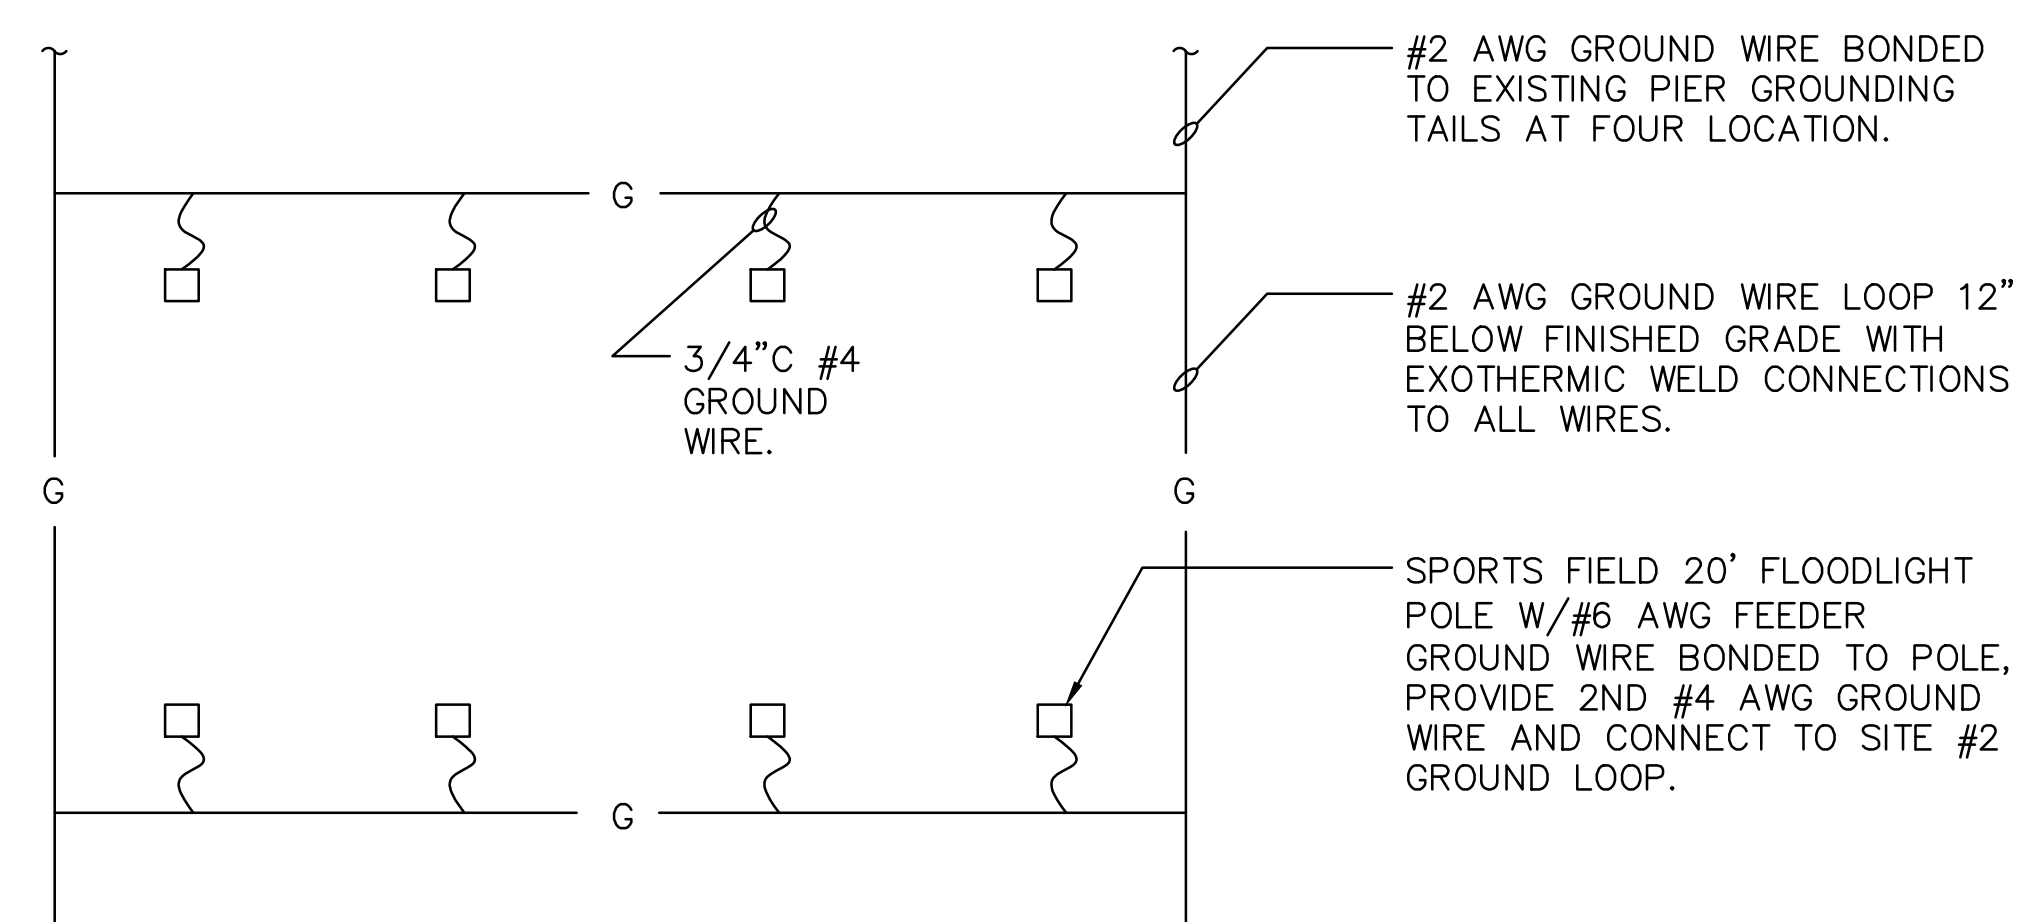 #2 AWG GROUND WIRE BONDED
TO EXISTING PIER GROUNDING
TAILS AT FOUR LOCATION.
G
#2 AWG GROUND WIRE LOOP 12”
BELOW FINISHED GRADE WITH
EXOTHERMIC WELD CONNECTIONS
TO ALL WIRES.
3/4”C #4
GROUND
WIRE.
G
G
SPORTS FIELD 20’ FLOODLIGHT
POLE W/#6 AWG FEEDER
GROUND WIRE BONDED TO POLE,
PROVIDE 2ND #4 AWG GROUND
WIRE AND CONNECT TO SITE #2
GROUND LOOP.
G